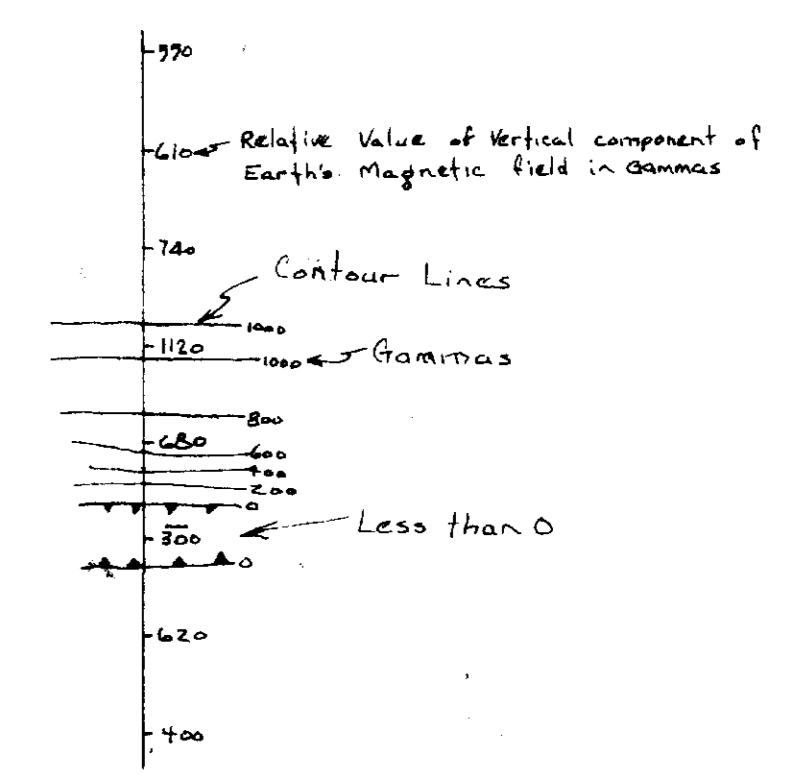 590
610 Relative Value of Vertical component of
Earth's Magnetic field in Gammas
740
Contour Lines
1000
1120
1000 Gammas
800
680
600
400
200
0
300 Less than 0
0
620
400